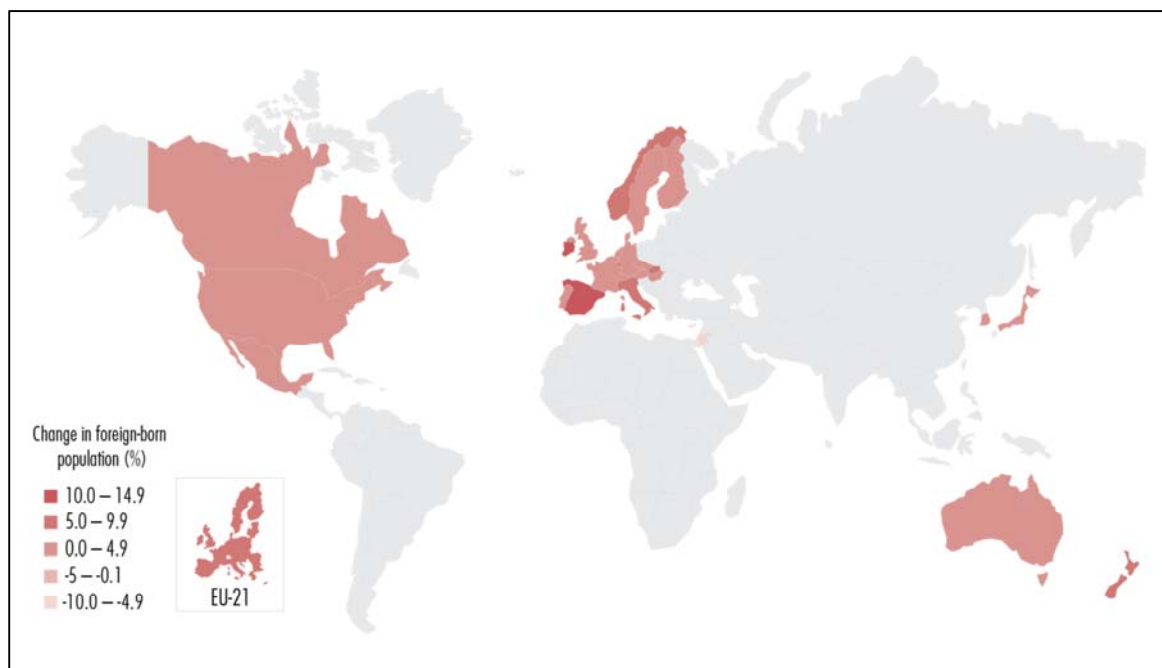 Change in foreign-born
population (%)
10.0 – 14.9
5.0 – 9.9
0.0 – 4.9
-5 – -0.1
-10.0 – -4.9
EU-21